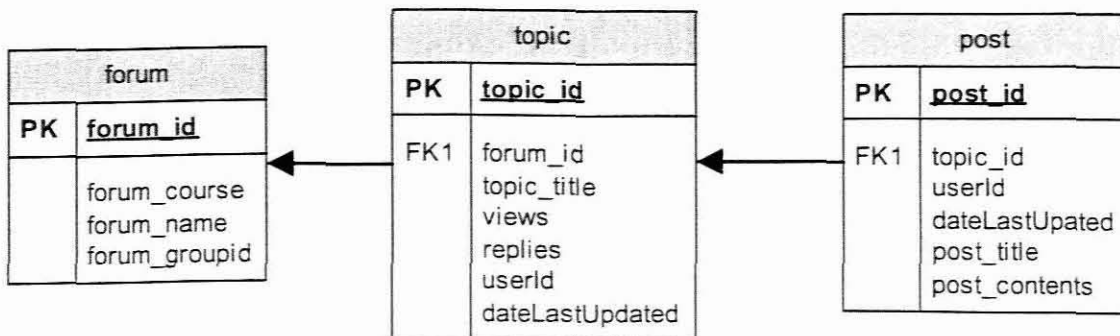 forum
PK forum_id
forum_course
forum_name
forum_groupid
topic
PK topic_id
FK1 forum_id
topic_title
views
replies
userId
dateLastUpdated
post
PK post_id
FK1 topic_id
userId
dateLastUpated
post_title
post_contents